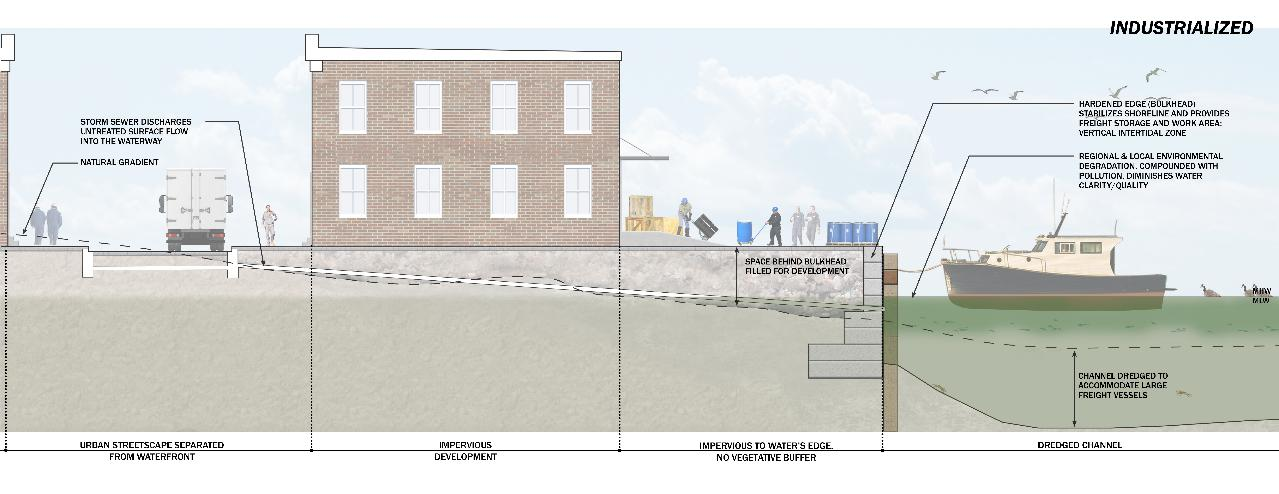 INDUSTRIALIZED
STORM SEWER DISCHARGES
UNTREATED SURFACE FLOW
INTO THE WATERWAY
NATURAL GRADIENT
HARDENED EDGE (BULKHEAD)
STABILIZES SHORELINE AND PROVIDES
FREIGHT STORAGE AND WORK AREA;
VERTICAL INTERTIDAL ZONE
REGIONAL & LOCAL ENVIRONMENTAL
DEGRADATION, COMPOUNDED WITH
POLLUTION, DIMINISHES WATER
CLARITY/QUALITY
SPACE BEHIND BULKHEAD
FILLED FOR DEVELOPMENT
MHW
MLW
CHANNEL DREDGED TO
ACCOMMODATE LARGE
FREIGHT VESSELS
URBAN STREETSCAPE SEPARATED
FROM WATERFRONT
IMPERVIOUS
DEVELOPMENT
IMPERVIOUS TO WATER'S EDGE.
NO VEGETATIVE BUFFER
DREDGED CHANNEL